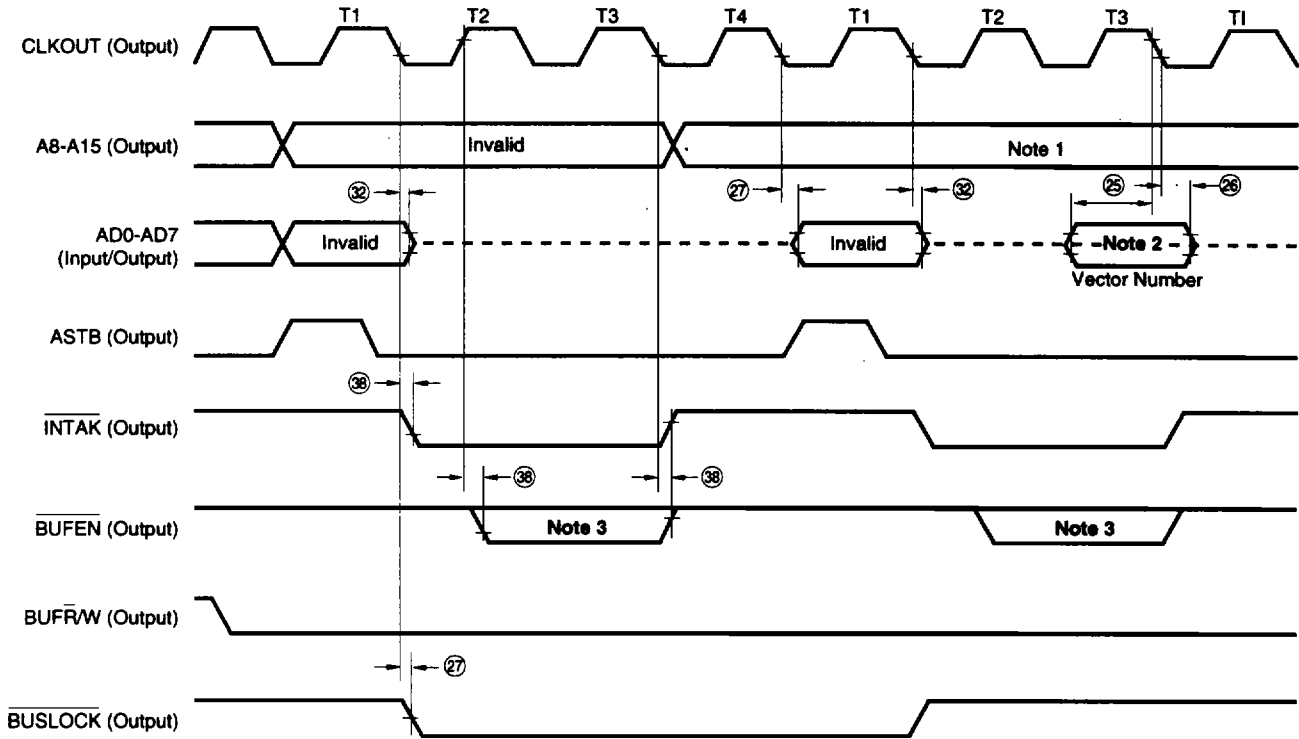 T1 T2 T3 T4 T1 T2 T3 TI
CLKOUT (Output)
A8-A15 (Output)
Invalid
Note 1
32
27
32
25
26
AD0-AD7
(Input/Output)
Invalid
Invalid
Note 2
Vector Number
ASTB (Output)
38
INTAK (Output)
38
38
BUFEN (Output)
Note 3
Note 3
BUFR̅/W (Output)
27
BUSLOCK (Output)